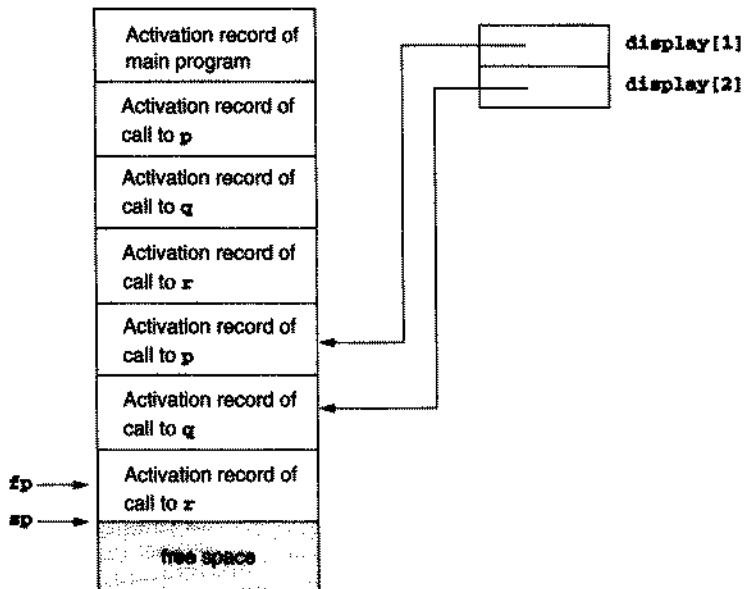 Activation record of
main program
Activation record of
call to p
Activation record of
call to q
Activation record of
call to r
Activation record of
call to p
Activation record of
call to q
Activation record of
call to r
free space
fp
sp
display[1]
display[2]